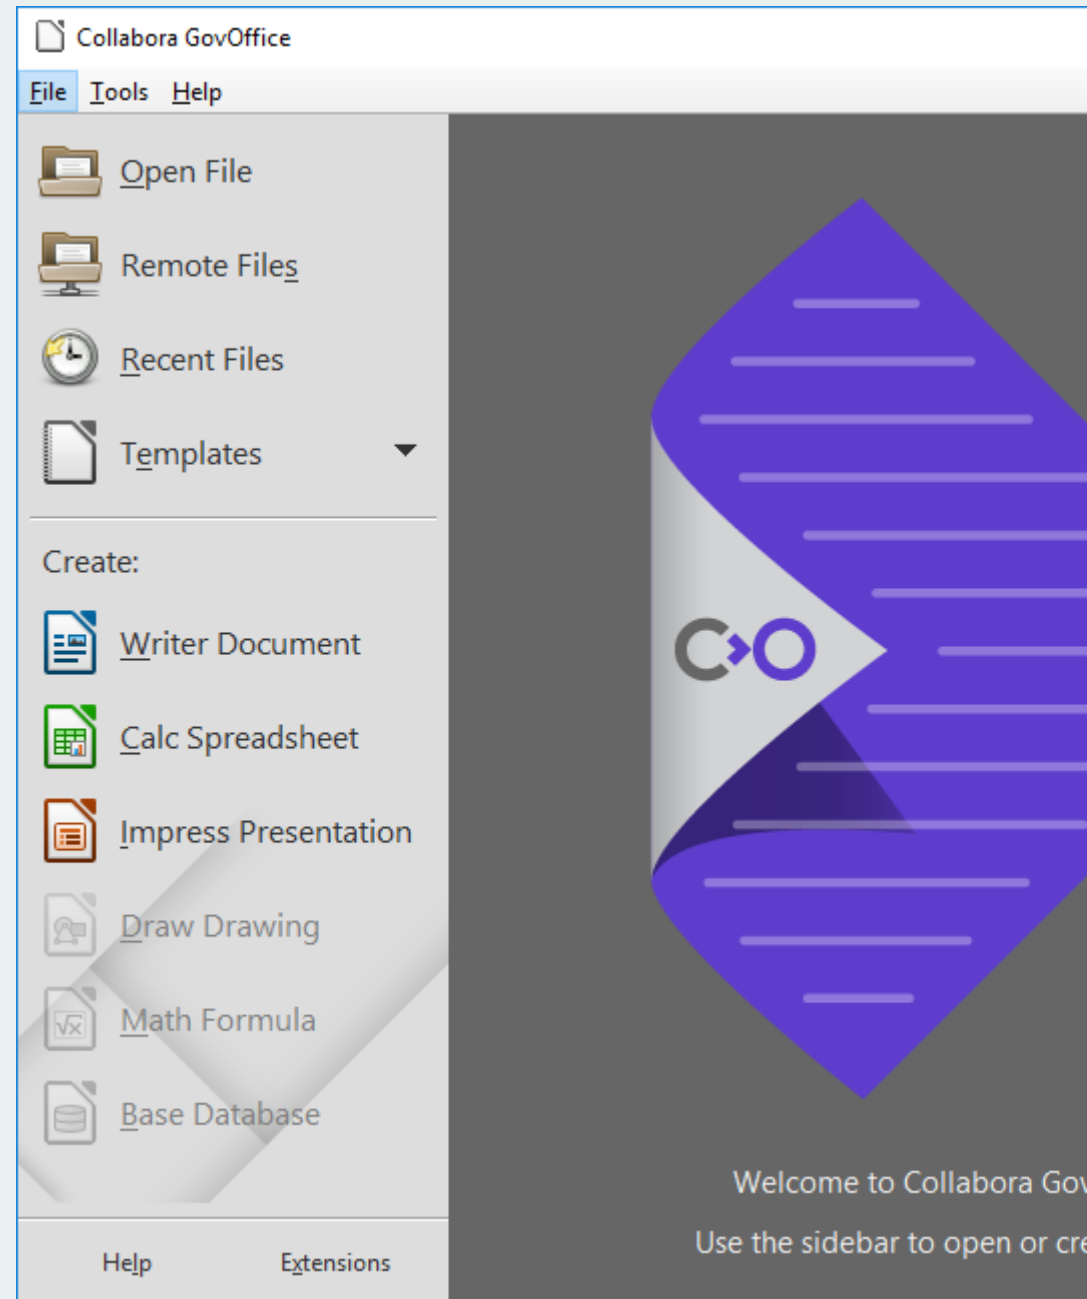 Collabora GovOffice
File Tools Help
Open File
Remote Files
Recent Files
Templates
Create:
Writer Document
Calc Spreadsheet
Impress Presentation
Draw Drawing
Math Formula
Base Database
Help Extensions
CO
Welcome to Collabora Gov
Use the sidebar to open or cre